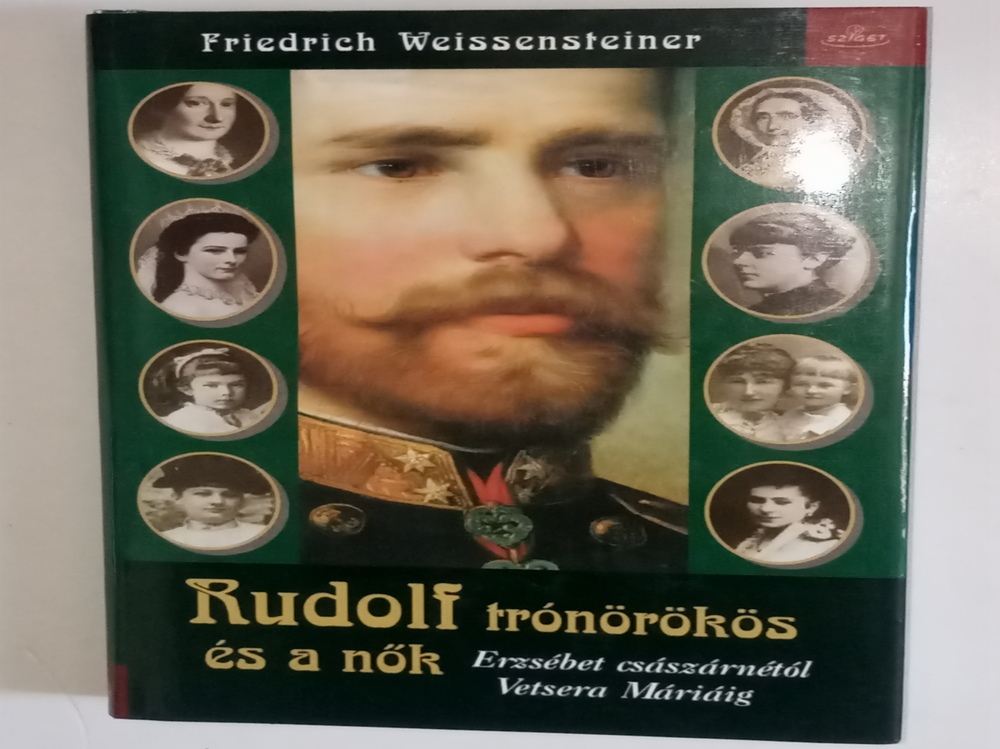 Friedrich Weissensteiner
SZIGET
Rudolf trónörökös
és a nők
Erzsébet császárnétól
Vetsera Máriáig